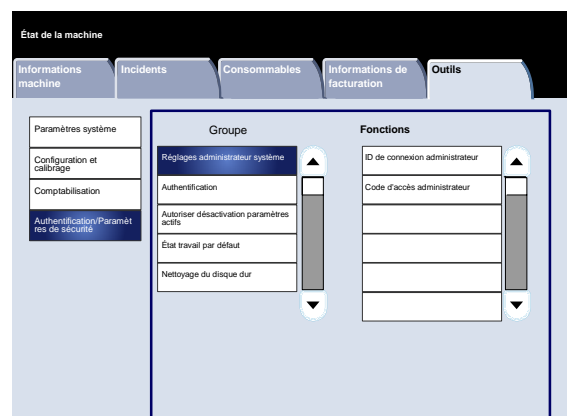 État de la machine
Informations
machine
Incidents
Consommables
Informations de
facturation
Outils
Paramètres système
Configuration et
calibrage
Comptabilisation
Authentification/Paramèt
res de sécurité
Groupe
Réglages administrateur système
Authentification
Autoriser désactivation paramètres
actifs
État travail par défaut
Nettoyage du disque dur
Fonctions
ID de connexion administrateur
Code d'accès administrateur